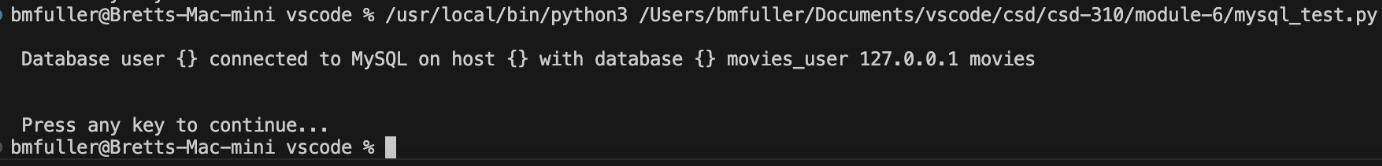 bmfuller@Bretts-Mac-mini vscode % /usr/local/bin/python3 /Users/bmfuller/Documents/vscode/csd/csd-310/module-6/mysql_test.py
Database user {} connected to MySQL on host {} with database {} movies_user 127.0.0.1 movies
Press any key to continue...
bmfuller@Bretts-Mac-mini vscode %